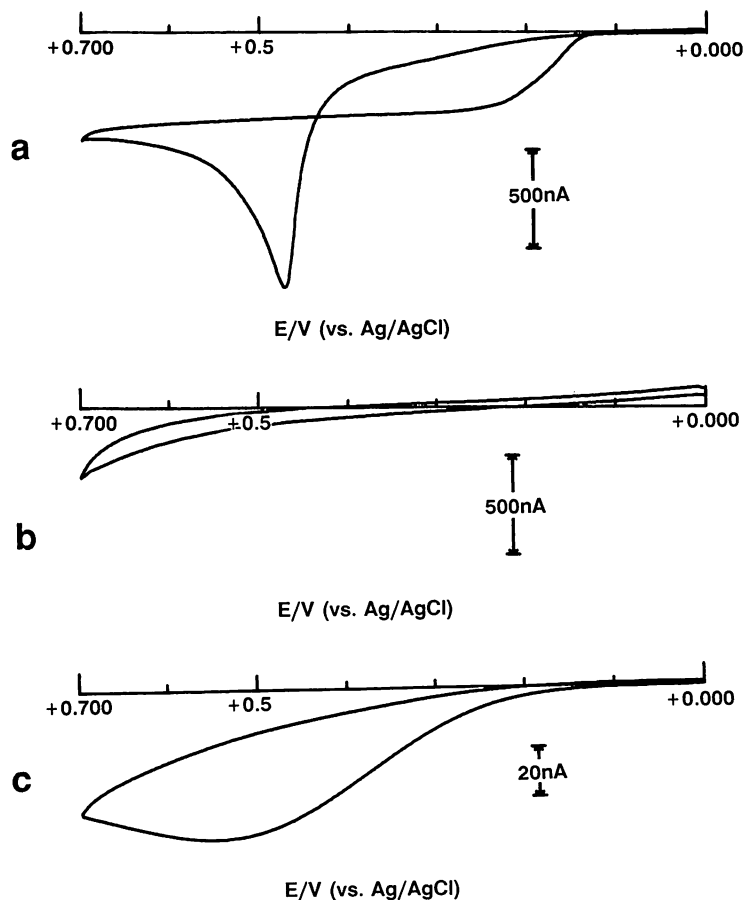 +0.700 +0.5 +0.000
a
500nA
E/V (vs. Ag/AgCl)
+0.700 +0.5 +0.000
500nA
b
E/V (vs. Ag/AgCl)
+0.700 +0.5 +0.000
c
20nA
E/V (vs. Ag/AgCl)